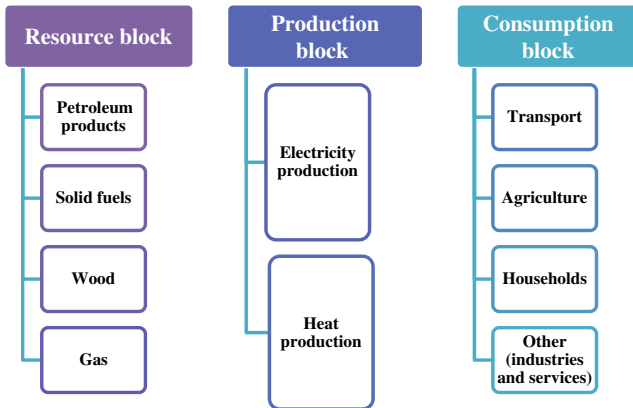 Resource block
Petroleum
products
Solid fuels
Wood
Gas
Production
block
Electricity
production
Heat
production
Consumption
block
Transport
Agriculture
Households
Other
(industries
and services)